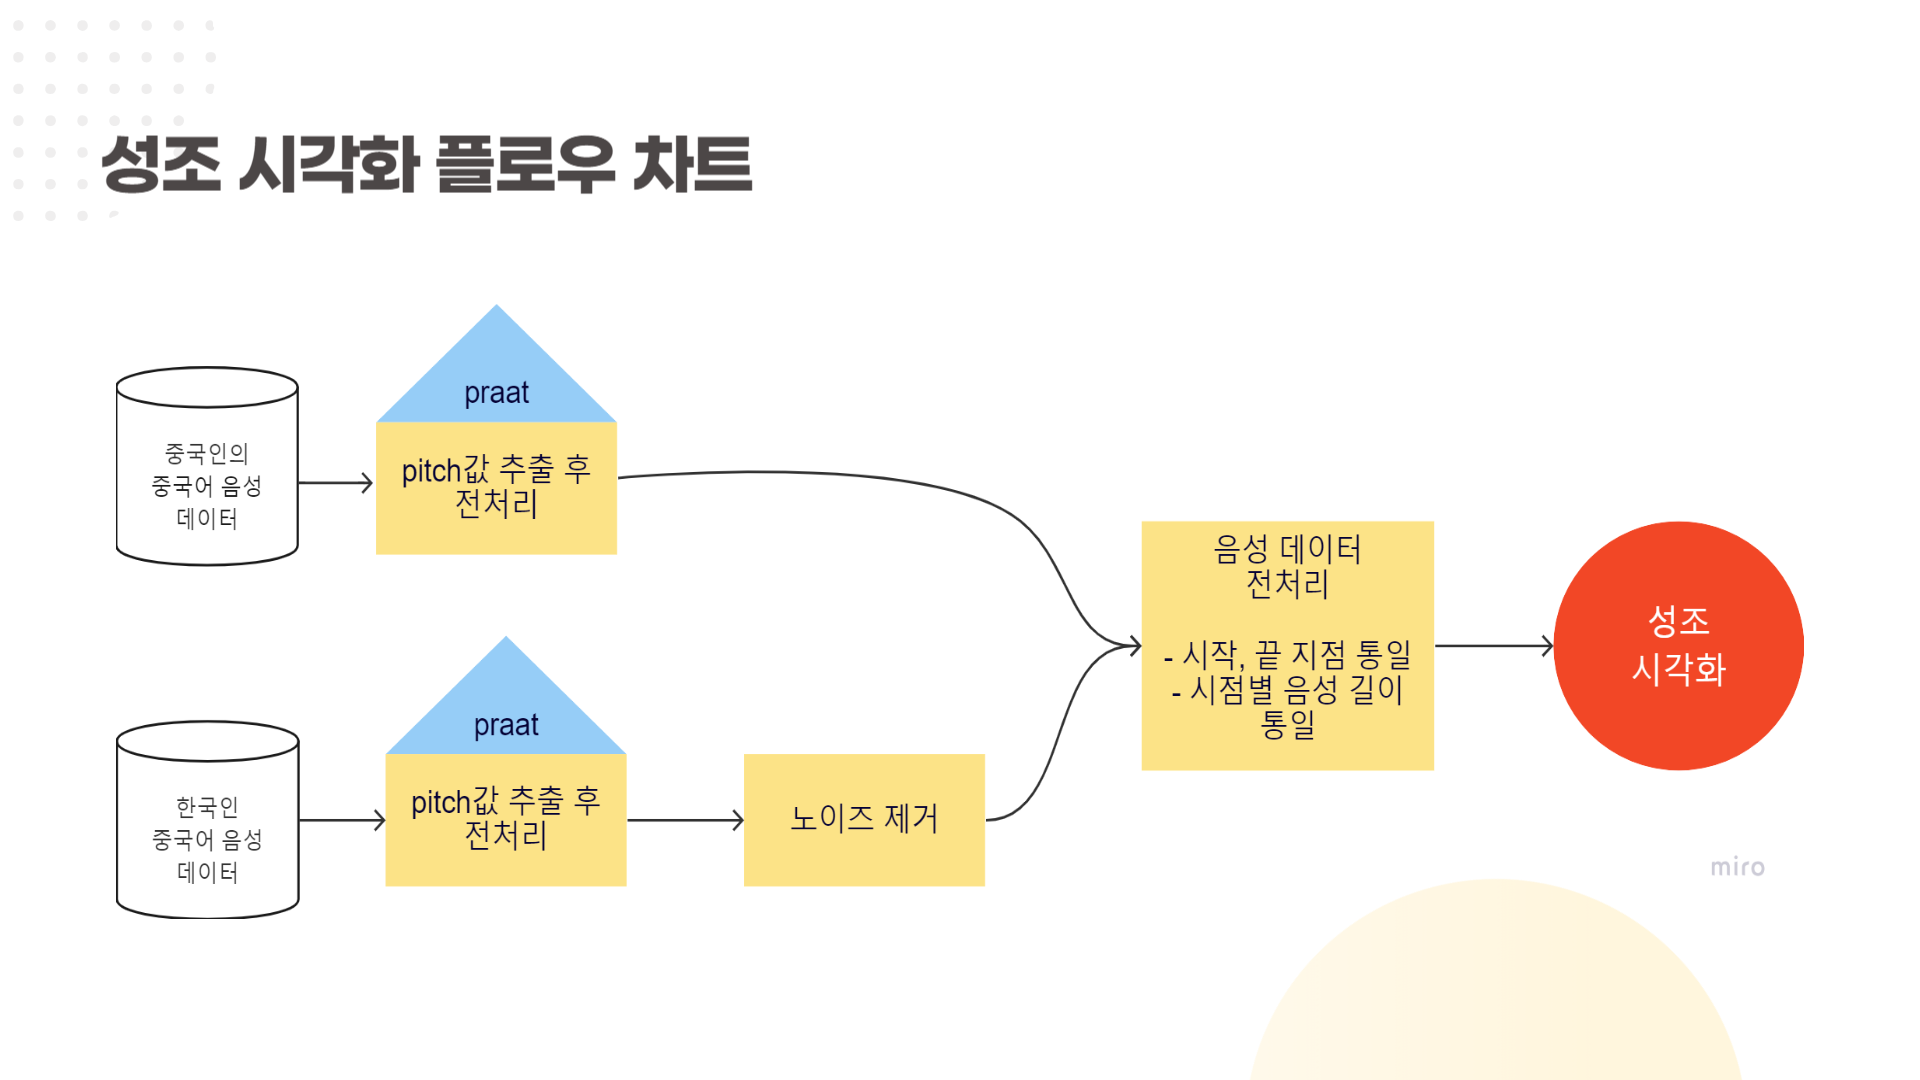 성조 시각화 플로우 차트
praat
중국인의
중국어 음성
데이터
pitch값 추출 후
전처리
praat
한국인
중국어 음성
데이터
pitch값 추출 후
전처리
노이즈 제거
음성 데이터
전처리
- 시작, 끝 지점 통일
- 시점별 음성 길이
통일
성조
시각화
miro